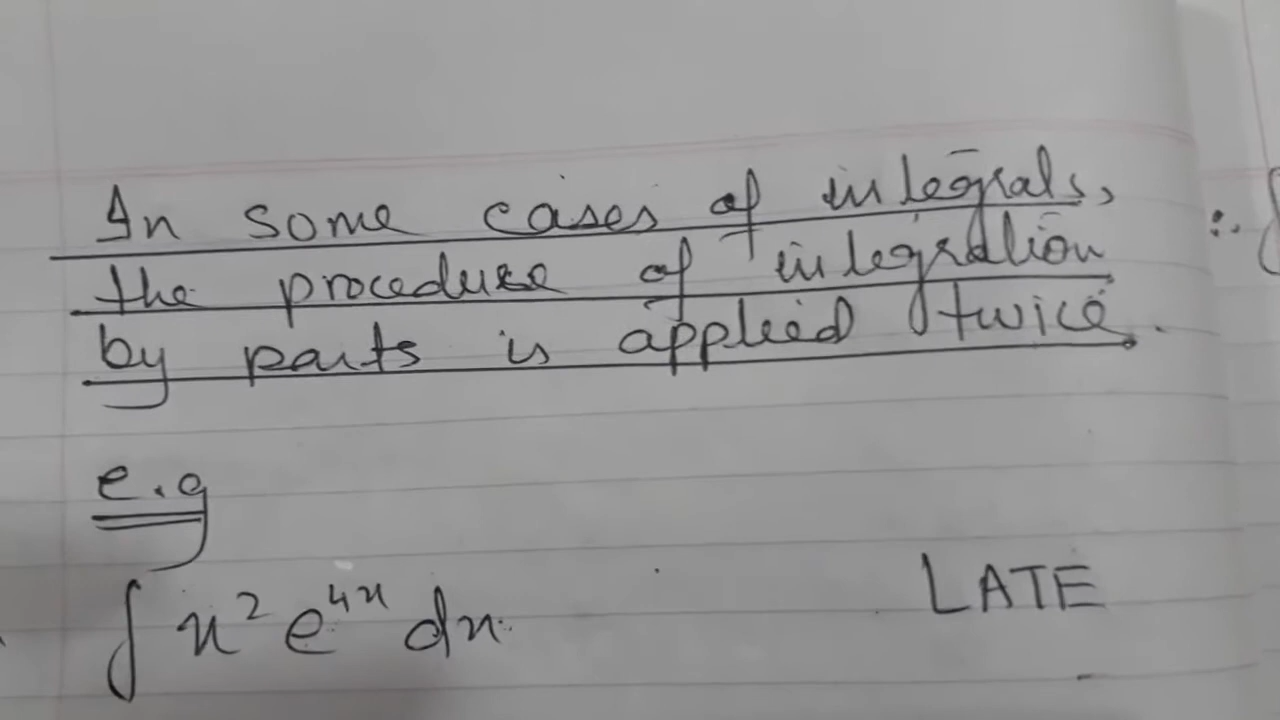 In some cases of integrals,
the procedure of integration
by parts is applied twice.
e.g
∫ x² e⁴ˣ dx
LATE
∴